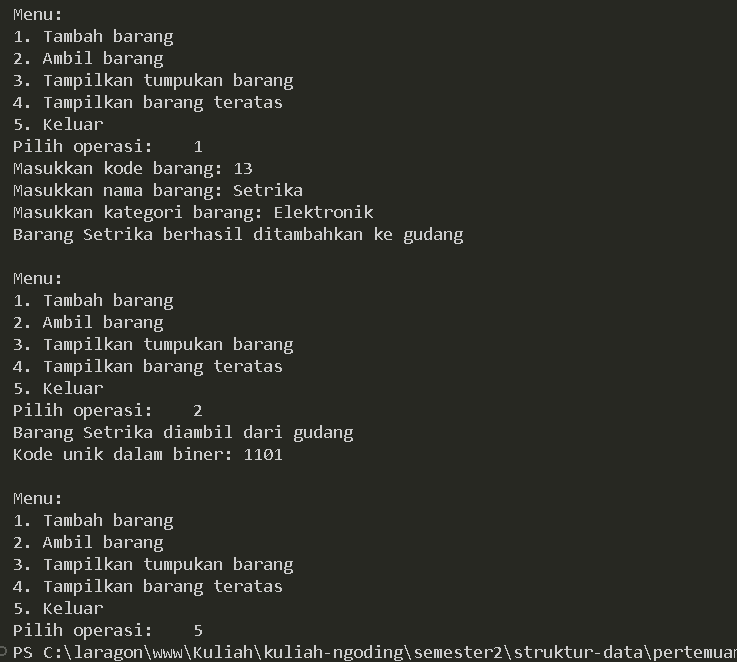 Menu:
1. Tambah barang
2. Ambil barang
3. Tampilkan tumpukan barang
4. Tampilkan barang teratas
5. Keluar
Pilih operasi:    1
Masukkan kode barang: 13
Masukkan nama barang: Setrika
Masukkan kategori barang: Elektronik
Barang Setrika berhasil ditambahkan ke gudang

Menu:
1. Tambah barang
2. Ambil barang
3. Tampilkan tumpukan barang
4. Tampilkan barang teratas
5. Keluar
Pilih operasi:    2
Barang Setrika diambil dari gudang
Kode unik dalam biner: 1101

Menu:
1. Tambah barang
2. Ambil barang
3. Tampilkan tumpukan barang
4. Tampilkan barang teratas
5. Keluar
Pilih operasi:    5
PS C:\laragon\www\Kuliah\kuliah-ngoding\semester2\struktur-data\pertemuan